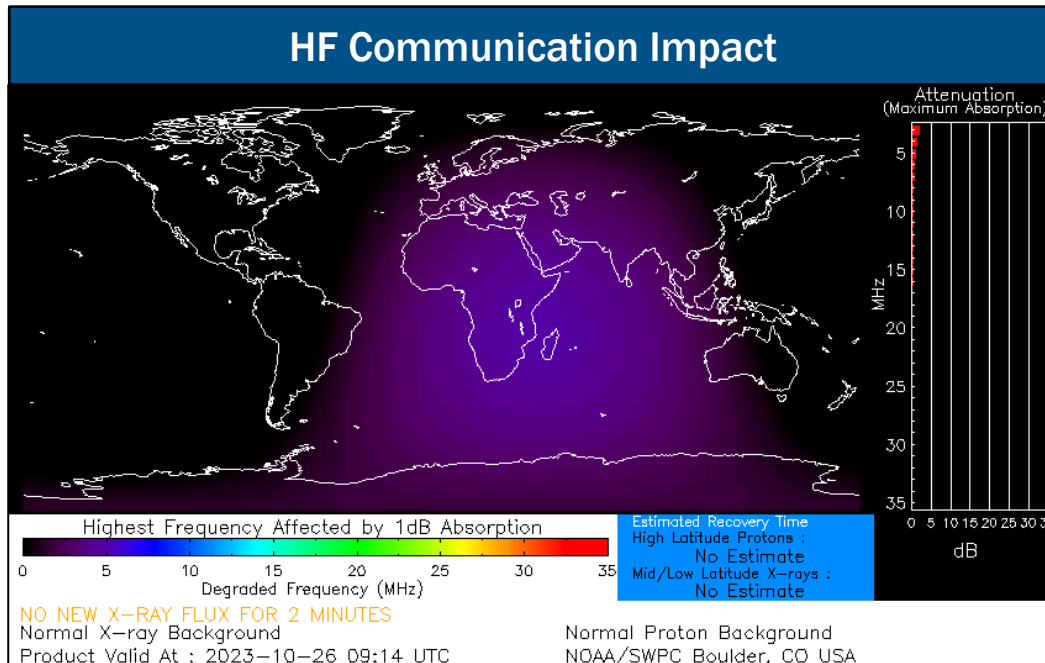 HF Communication Impact
Attenuation
(Maximum Absorption)
5
10
15
20
25
30
35
MHz
0 5 10 15 20 25 30 3
dB
Highest Frequency Affected by 1dB Absorption
0 5 10 15 20 25 30 35
Degraded Frequency (MHz)
Estimated Recovery Time
High Latitude Protons :
No Estimate
Mid/Low Latitude X-rays :
No Estimate
NO NEW X-RAY FLUX FOR 2 MINUTES
Normal X-ray Background
Normal Proton Background
Product Valid At : 2023-10-26 09:14 UTC
NOAA/SWPC Boulder, CO USA